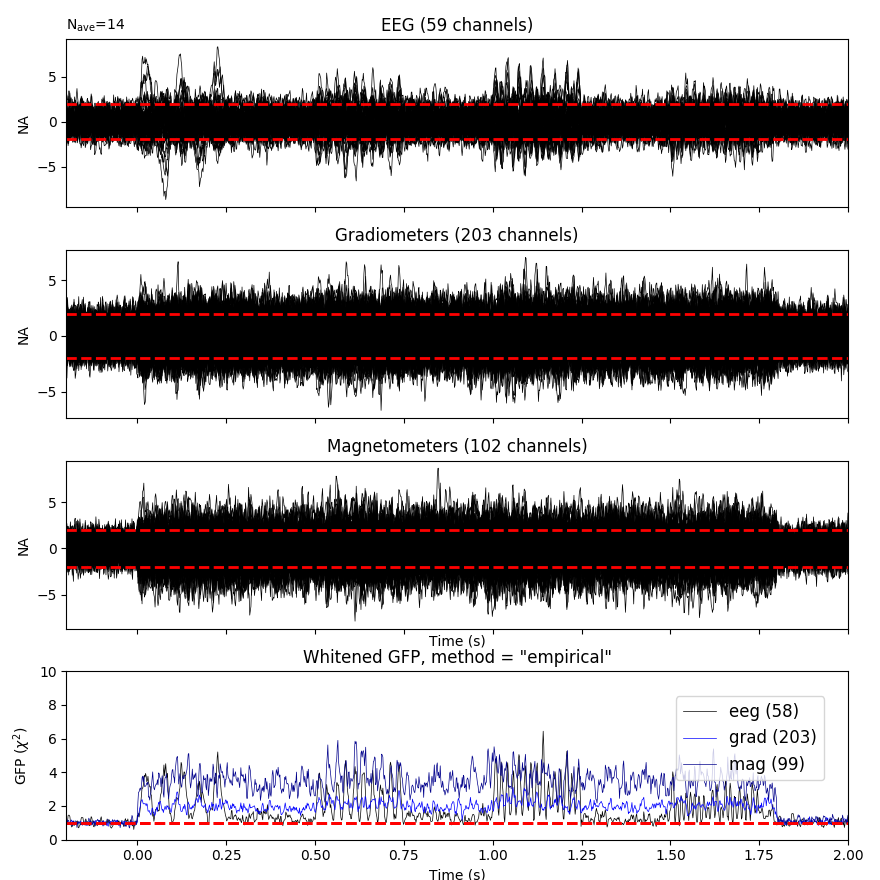 N_ave=14
EEG (59 channels)
5
0
−5
NA
Gradiometers (203 channels)
5
0
−5
NA
Magnetometers (102 channels)
5
0
−5
NA
Time (s)
Whitened GFP, method = "empirical"
10
8
6
4
2
0
GFP (χ²)
eeg (58)
grad (203)
mag (99)
0.00 0.25 0.50 0.75 1.00 1.25 1.50 1.75 2.00
Time (s)